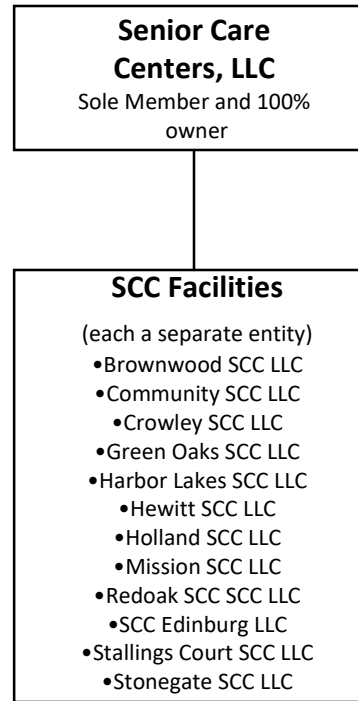 Senior Care
Centers, LLC
Sole Member and 100%
owner
SCC Facilities
(each a separate entity)
•Brownwood SCC LLC
•Community SCC LLC
•Crowley SCC LLC
•Green Oaks SCC LLC
•Harbor Lakes SCC LLC
•Hewitt SCC LLC
•Holland SCC LLC
•Mission SCC LLC
•Redoak SCC SCC LLC
•SCC Edinburg LLC
•Stallings Court SCC LLC
•Stonegate SCC LLC